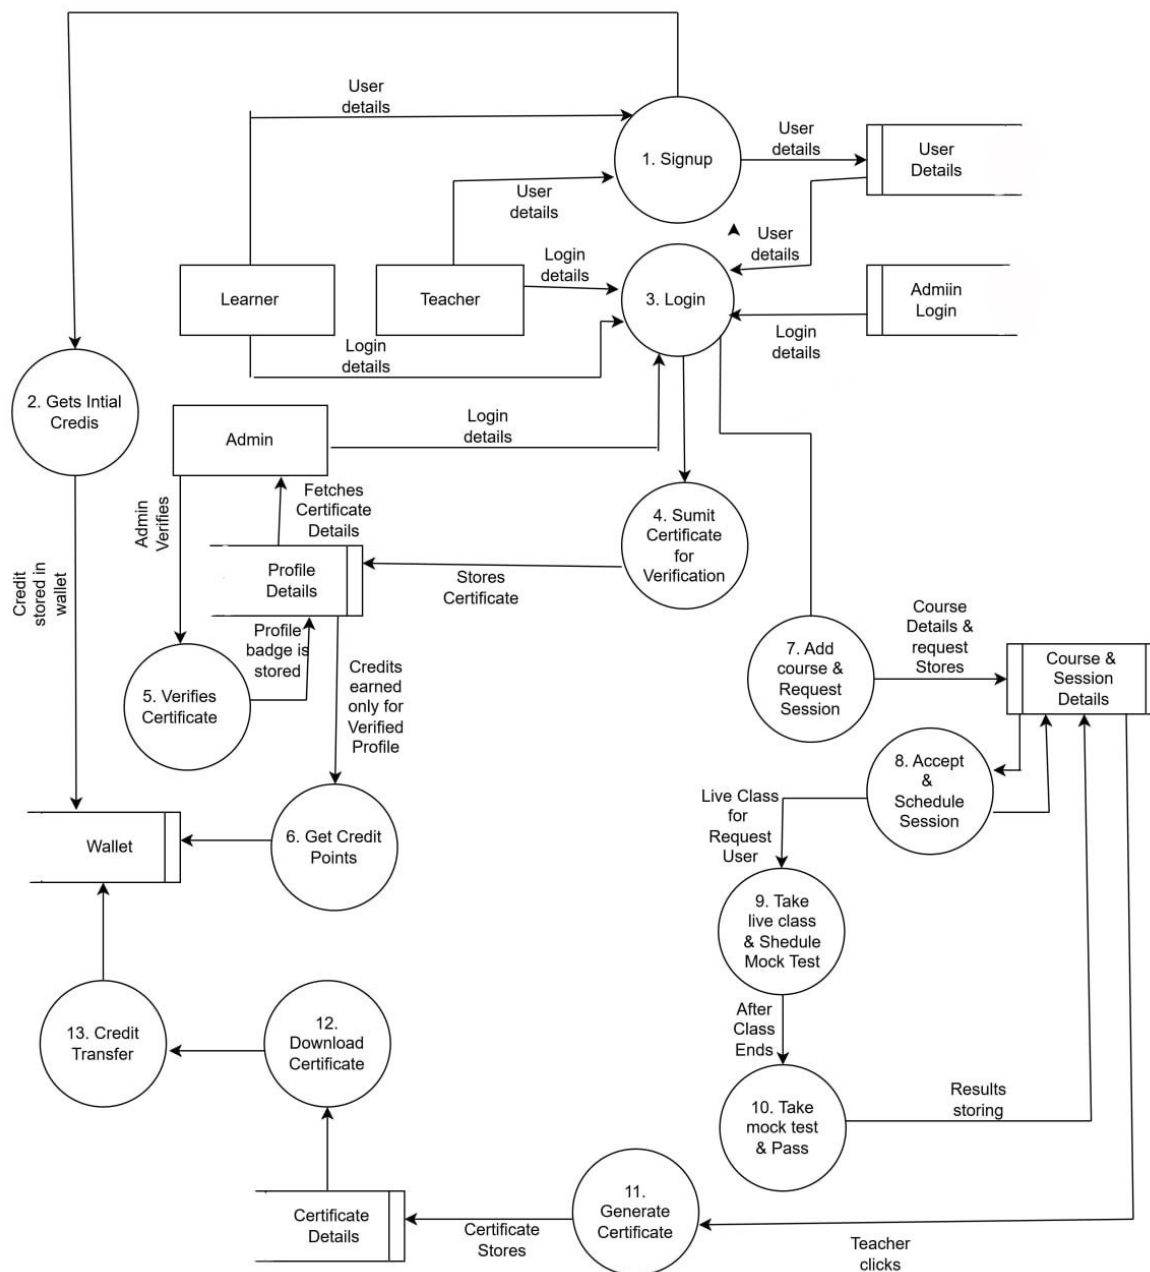 User
details
1. Signup
User
details
User
Details
User
details
User
details
Login
details
Learner
Teacher
3. Login
Admiin
Login
Login
details
Login
details
2. Gets Intial
Credis
Admin
Login
details
Admin
Verifies
Fetches
Certificate
Details
4. Sumit
Certificate
for
Verification
Profile
Details
Stores
Certificate
Credit
stored in
wallet
Profile
badge is
stored
Credits
earned
only for
Verified
Profile
5. Verifies
Certificate
Course
Details &
request
Stores
7. Add
course &
Request
Session
Course &
Session
Details
8. Accept
&
Schedule
Session
Live Class
for
Request
User
Wallet
6. Get Credit
Points
9. Take
live class
& Shedule
Mock Test
After
Class
Ends
13. Credit
Transfer
12.
Download
Certificate
10. Take
mock test
& Pass
Results
storing
Certificate
Details
Certificate
Stores
11.
Generate
Certificate
Teacher
clicks